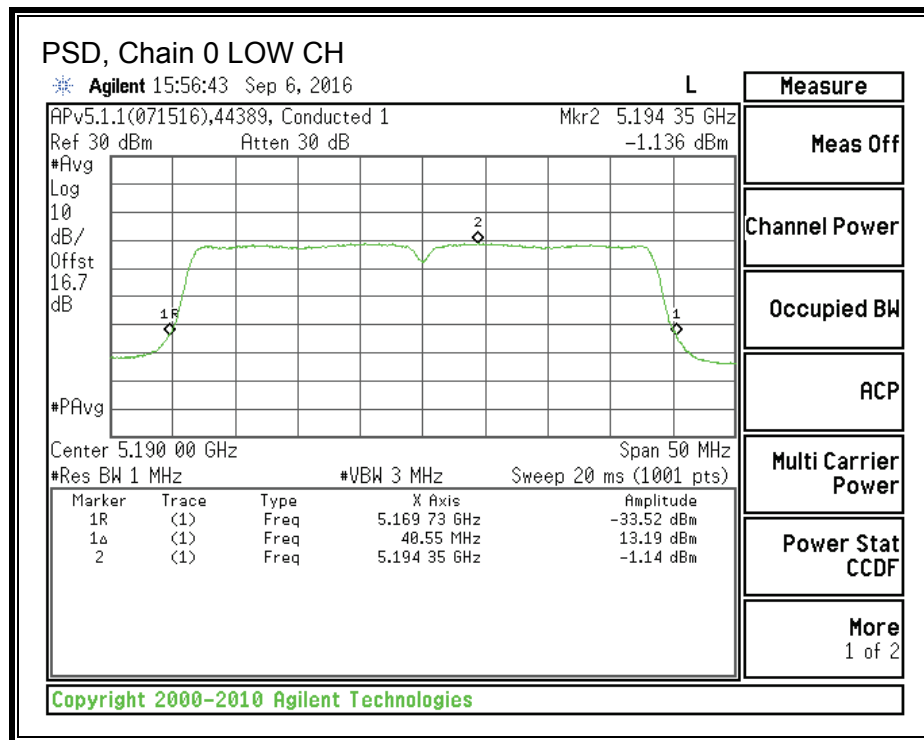 PSD, Chain 0 LOW CH
Agilent 15:56:43 Sep 6, 2016 L
Measure
APv5.1.1(071516),44389, Conducted 1 Mkr2 5.194 35 GHz
Ref 30 dBm Atten 30 dB -1.136 dBm
Meas Off
#Avg
Log
10
dB/
Offst
16.7
dB
2
1R
1
#PAvg
Channel Power
Occupied BW
ACP
Center 5.190 00 GHz Span 50 MHz
#Res BW 1 MHz #VBW 3 MHz Sweep 20 ms (1001 pts)
Multi Carrier
Power
Marker Trace Type X Axis Amplitude
1R (1) Freq 5.169 73 GHz -33.52 dBm
1Δ (1) Freq 40.55 MHz 13.19 dBm
2 (1) Freq 5.194 35 GHz -1.14 dBm
Power Stat
CCDF
More
1 of 2
Copyright 2000-2010 Agilent Technologies